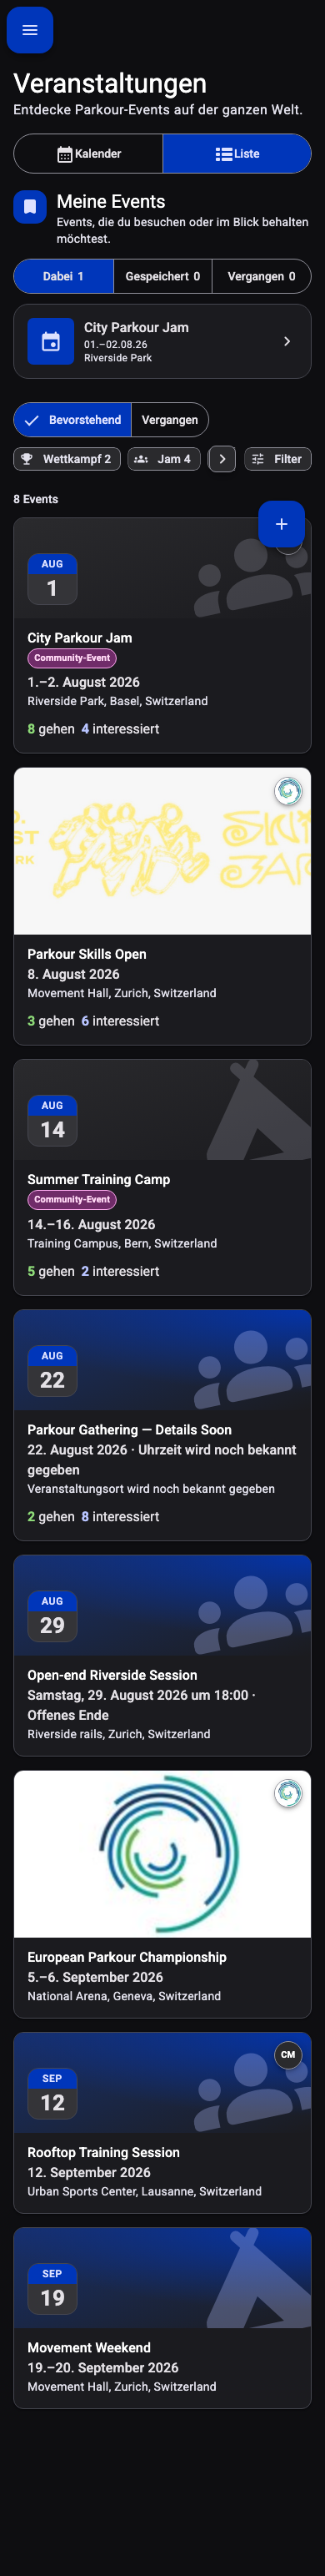 Veranstaltungen
Entdecke Parkour-Events auf der ganzen Welt.
Kalender
Liste
Meine Events
Events, die du besuchen oder im Blick behalten
möchtest.
Dabei 1
Gespeichert 0
Vergangen 0
City Parkour Jam
01.–02.08.26
Riverside Park
Bevorstehend
Vergangen
Wettkampf 2
Jam 4
Filter
8 Events
AUG
1
City Parkour Jam
Community-Event
1.–2. August 2026
Riverside Park, Basel, Switzerland
8 gehen 4 interessiert
Parkour Skills Open
8. August 2026
Movement Hall, Zurich, Switzerland
3 gehen 6 interessiert
AUG
14
Summer Training Camp
Community-Event
14.–16. August 2026
Training Campus, Bern, Switzerland
5 gehen 2 interessiert
AUG
22
Parkour Gathering — Details Soon
22. August 2026 · Uhrzeit wird noch bekannt
gegeben
Veranstaltungsort wird noch bekannt gegeben
2 gehen 8 interessiert
AUG
29
Open-end Riverside Session
Samstag, 29. August 2026 um 18:00 ·
Offenes Ende
Riverside rails, Zurich, Switzerland
European Parkour Championship
5.–6. September 2026
National Arena, Geneva, Switzerland
SEP
12
CM
Rooftop Training Session
12. September 2026
Urban Sports Center, Lausanne, Switzerland
SEP
19
Movement Weekend
19.–20. September 2026
Movement Hall, Zurich, Switzerland